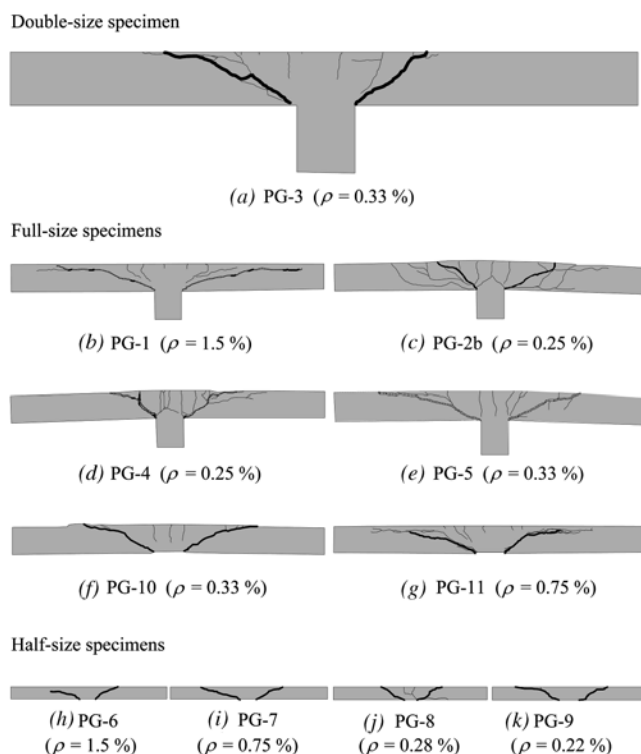 Double-size specimen
(a) PG-3 (ρ = 0.33 %)
Full-size specimens
(b) PG-1 (ρ = 1.5 %)
(c) PG-2b (ρ = 0.25 %)
(d) PG-4 (ρ = 0.25 %)
(e) PG-5 (ρ = 0.33 %)
(f) PG-10 (ρ = 0.33 %)
(g) PG-11 (ρ = 0.75 %)
Half-size specimens
(h) PG-6
(ρ = 1.5 %)
(i) PG-7
(ρ = 0.75 %)
(j) PG-8
(ρ = 0.28 %)
(k) PG-9
(ρ = 0.22 %)